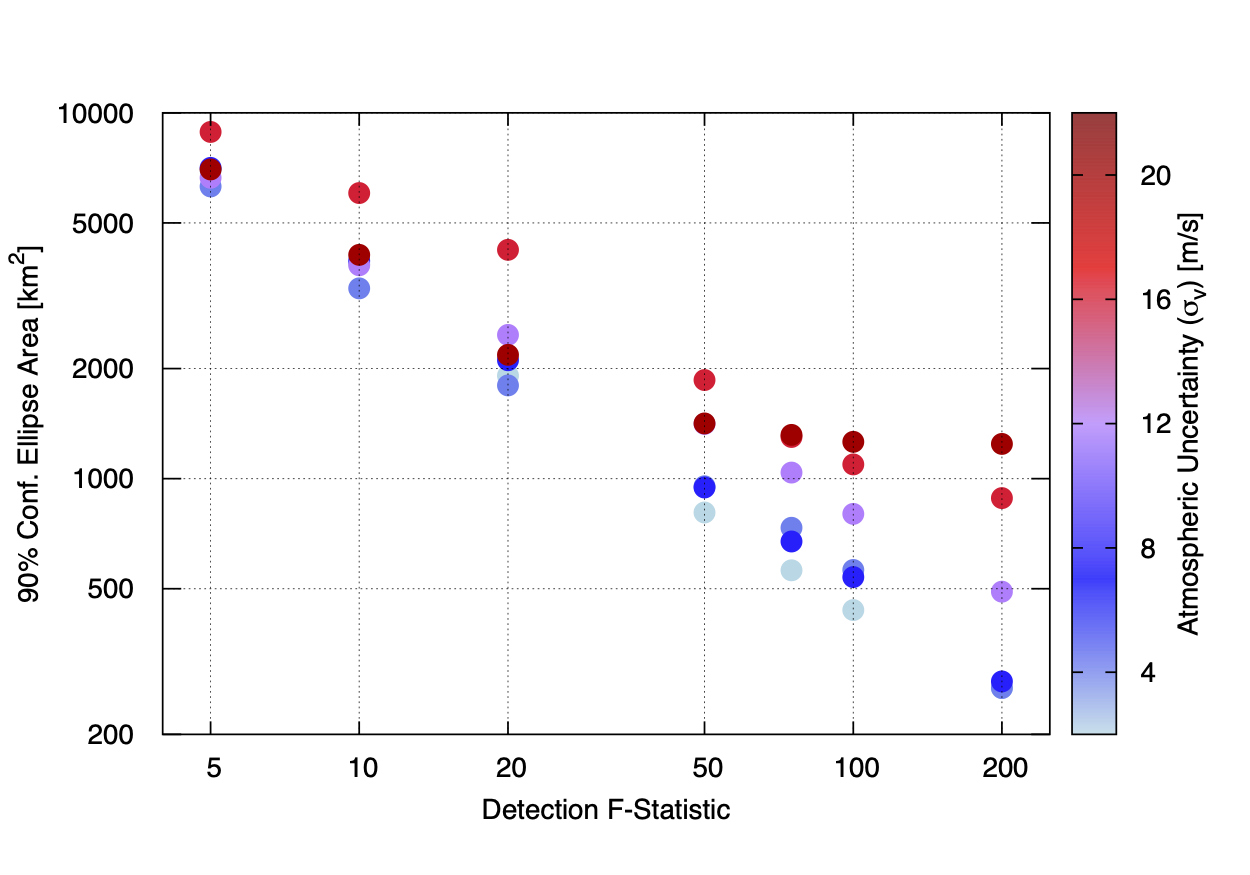 10000
5000
2000
1000
500
200
90% Conf. Ellipse Area [km²]
5 10 20 50 100 200
Detection F-Statistic
20
16
12
8
4
Atmospheric Uncertainty (σᵥ) [m/s]